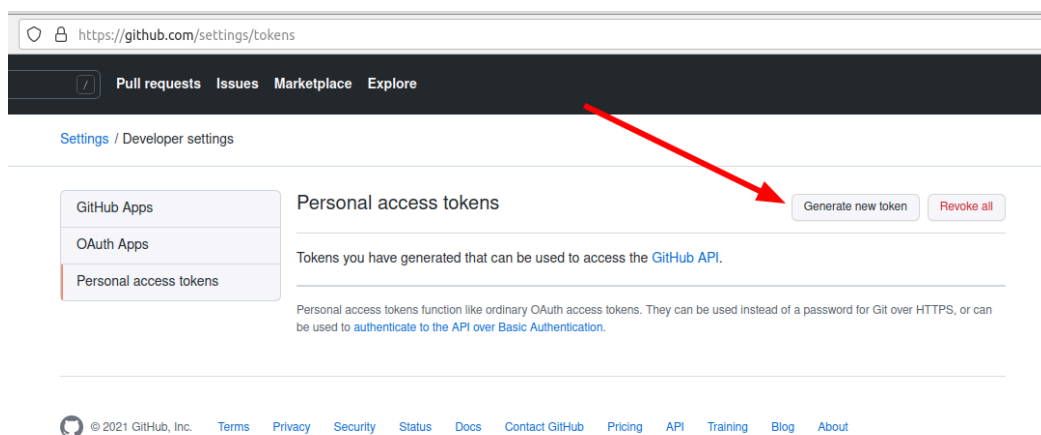 https://github.com/settings/tokens
/ Pull requests Issues Marketplace Explore
Settings / Developer settings
GitHub Apps
OAuth Apps
Personal access tokens
Personal access tokens
Generate new token
Revoke all
Tokens you have generated that can be used to access the GitHub API.
Personal access tokens function like ordinary OAuth access tokens. They can be used instead of a password for Git over HTTPS, or can
be used to authenticate to the API over Basic Authentication.
© 2021 GitHub, Inc. Terms Privacy Security Status Docs Contact GitHub Pricing API Training Blog About